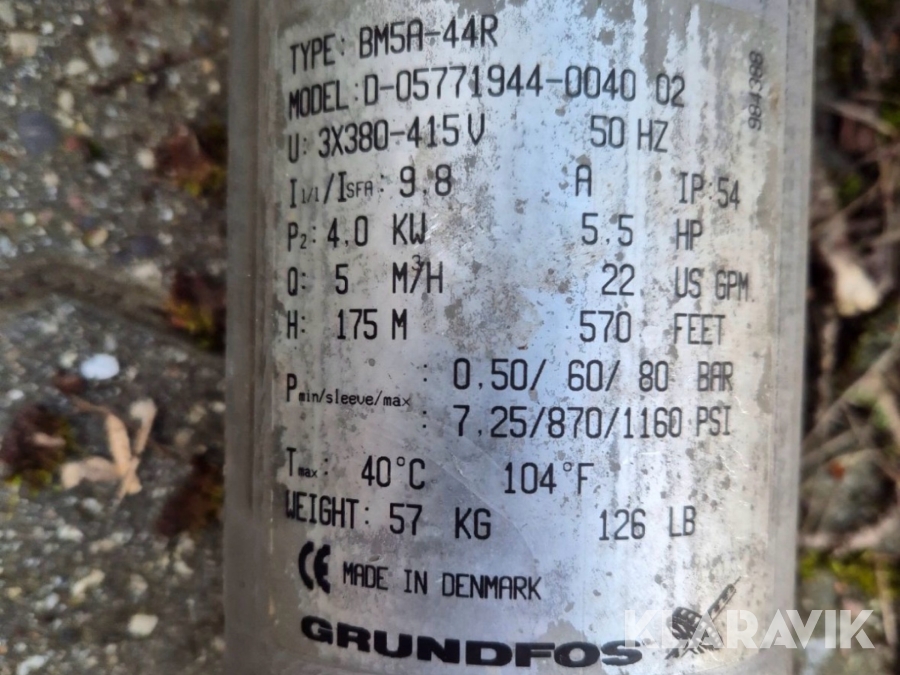 TYPE: BM5A-44R
MODEL: D-05771944-0040 02
984388
U: 3X380-415 V 50 HZ
I1/1/ISFA: 9.8 A IP:54
P2: 4,0 KW 5,5 HP
Q: 5 M³/H 22 US GPM
H: 175 M 570 FEET
Pmin/sleeve/max : 0,50/ 60/ 80 BAR
: 7,25/870/1160 PSI
Tmax: 40°C 104°F
WEIGHT: 57 KG 126 LB
CE MADE IN DENMARK
GRUNDFOS
KLARAVIK